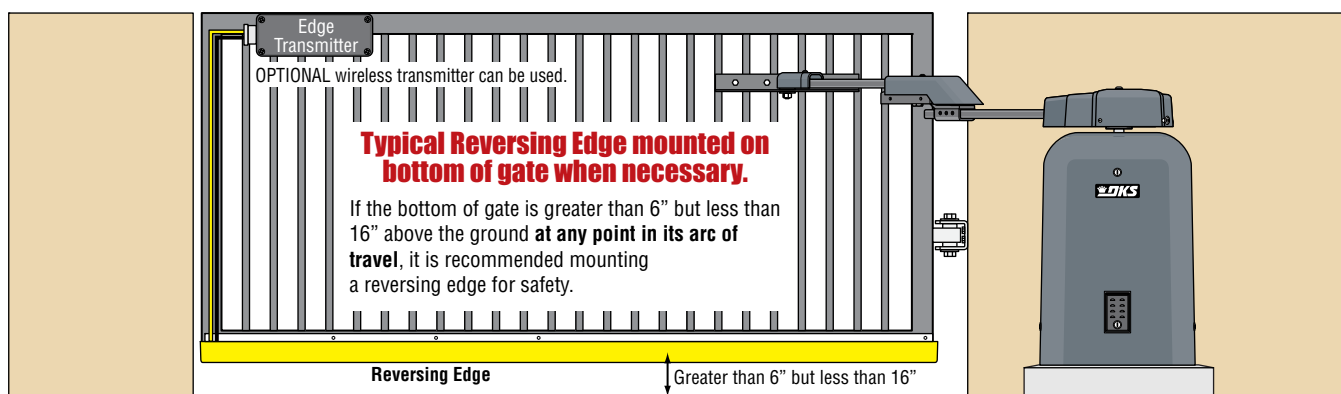 Edge
Transmitter
OPTIONAL wireless transmitter can be used.
Typical Reversing Edge mounted on
bottom of gate when necessary.
If the bottom of gate is greater than 6” but less than
16” above the ground at any point in its arc of
travel, it is recommended mounting
a reversing edge for safety.
DKS
Reversing Edge
Greater than 6” but less than 16”